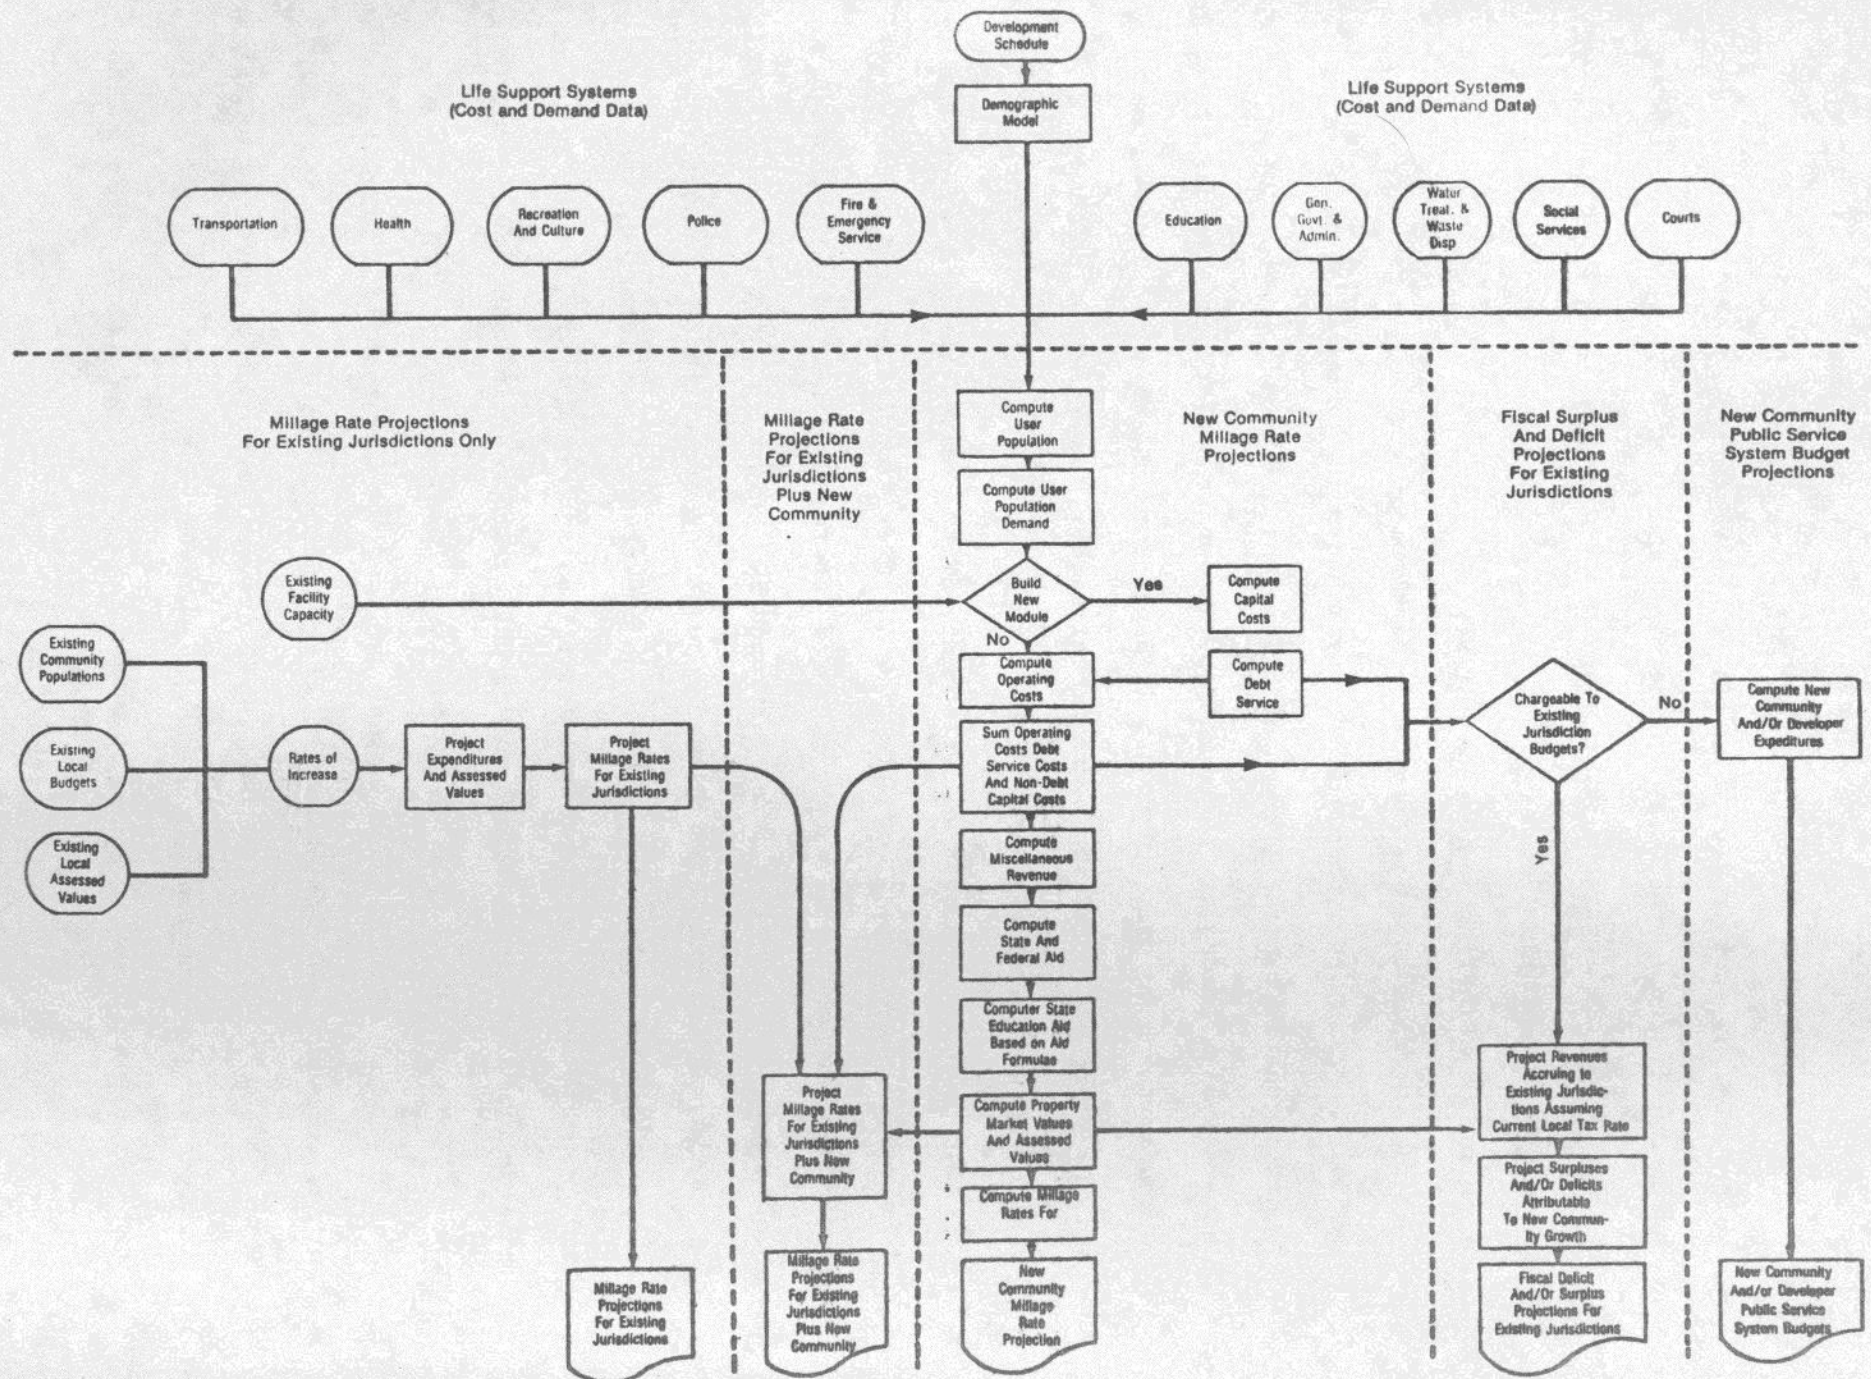 Development
Schedule
Demographic
Model
Life Support Systems
(Cost and Demand Data)
Life Support Systems
(Cost and Demand Data)
Transportation
Health
Recreation
And Culture
Police
Fire &
Emergency
Service
Education
Gen.
Govt. &
Admin.
Water
Treat. &
Waste
Disp
Social
Services
Courts
Millage Rate Projections
For Existing Jurisdictions Only
Millage Rate
Projections
For Existing
Jurisdictions
Plus New
Community
New Community
Millage Rate
Projections
Fiscal Surplus
And Deficit
Projections
For Existing
Jurisdictions
New Community
Public Service
System Budget
Projections
Compute
User
Population
Compute User
Population
Demand
Existing
Facility
Capacity
Build
New
Module
Yes
Compute
Capital
Costs
No
Existing
Community
Populations
Existing
Local
Budgets
Existing
Local
Assessed
Values
Rates of
Increase
Project
Expenditures
And Assessed
Values
Project
Millage Rates
For Existing
Jurisdictions
Compute
Operating
Costs
Compute
Debt
Service
Sum Operating
Costs Debt
Service Costs
And Non-Debt
Capital Costs
Chargeable To
Existing
Jurisdiction
Budgets?
No
Compute New
Community
And/Or Developer
Expeditures
Yes
Compute
Miscellaneous
Revenue
Compute
State And
Federal Aid
Computer State
Education Aid
Based on Aid
Formulae
Project
Millage Rates
For Existing
Jurisdictions
Plus New
Community
Compute Property
Market Values
And Assessed
Values
Project Revenues
Accruing to
Existing Jurisdic-
tions Assuming
Current Local Tax Rate
Compute Millage
Rates For
Project Surpluses
And/Or Deficits
Attributable
To New Commun-
ity Growth
Millage Rate
Projections
For Existing
Jurisdictions
Millage Rate
Projections
For Existing
Jurisdictions
Plus New
Community
New
Community
Millage
Rate
Projection
Fiscal Deficit
And/Or Surplus
Projections For
Existing Jurisdictions
New Community
And/or Developer
Public Service
System Budgets